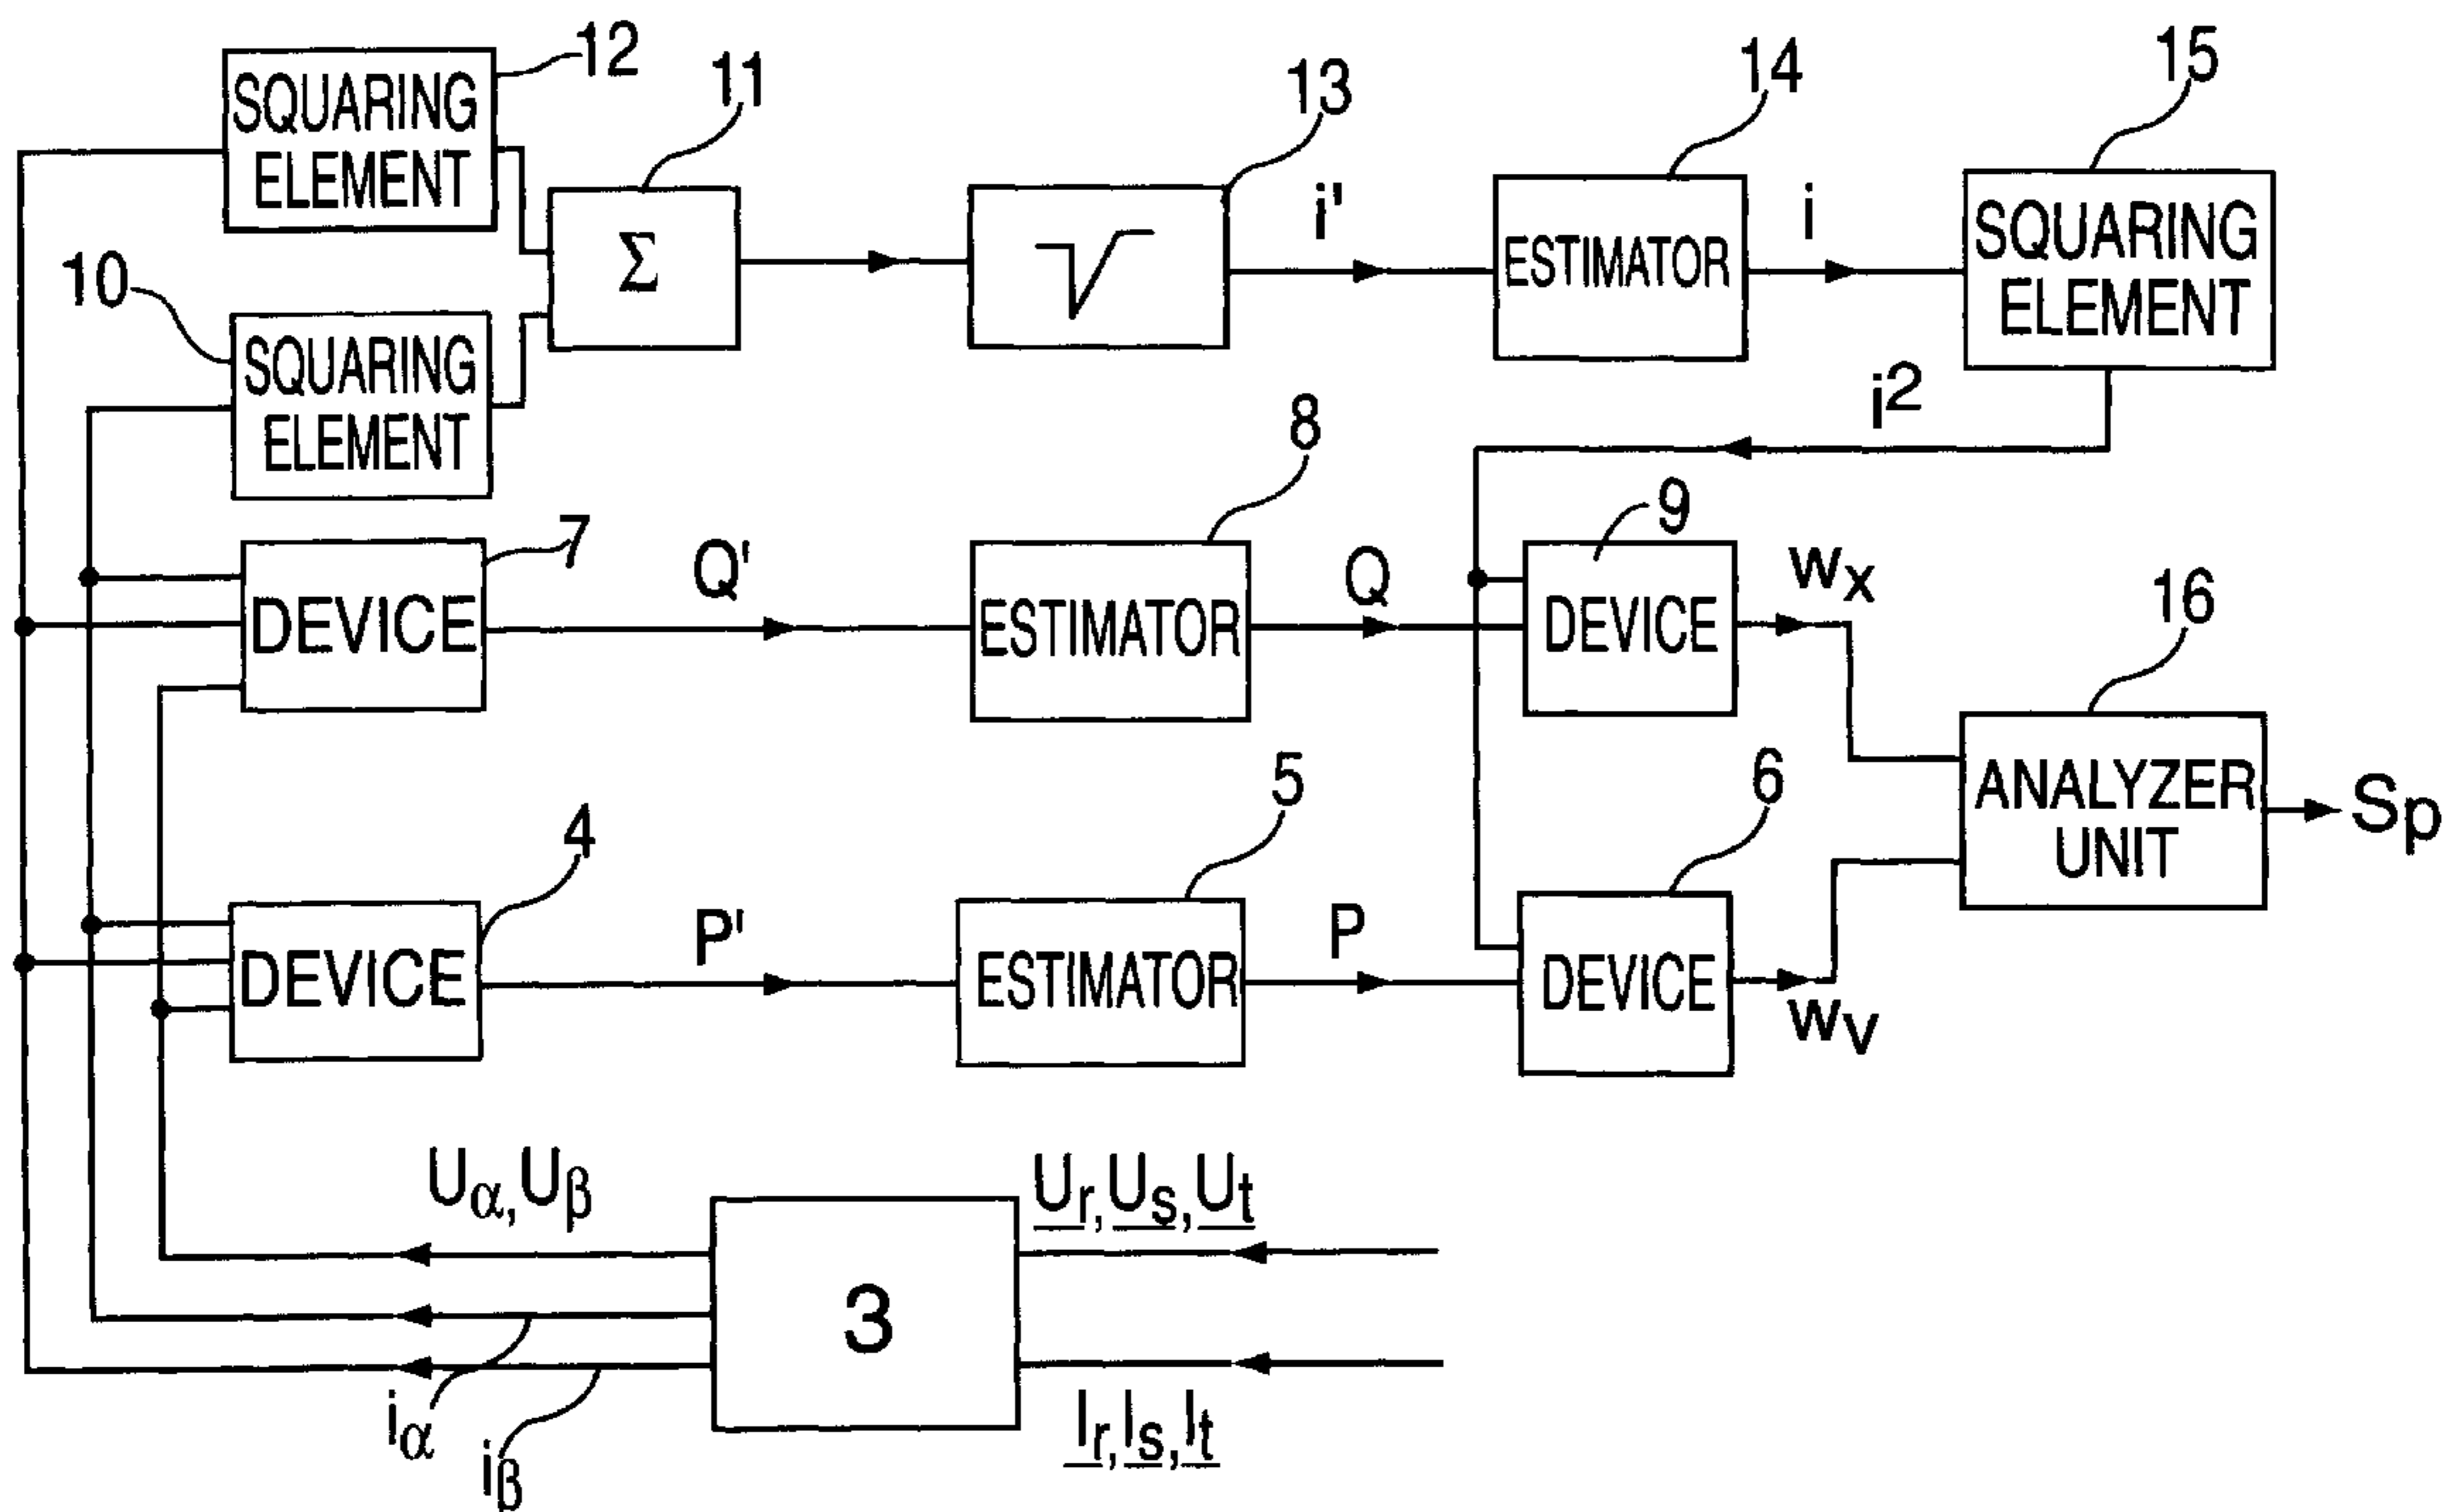 12
11
13
14
15
SQUARING
ELEMENT
Σ
√
i'
ESTIMATOR
i
SQUARING
ELEMENT
10
SQUARING
ELEMENT
i²
8
9
7
DEVICE
Q'
ESTIMATOR
Q
DEVICE
wₓ
16
ANALYZER
UNIT
Sp
4
DEVICE
P'
5
ESTIMATOR
P
6
DEVICE
wv
Uα, Uβ
Ur, Us, Ut
3
iα
iβ
Ir, Is, It